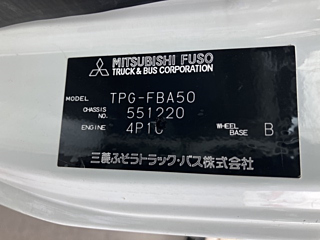 MITSUBISHI FUSO
TRUCK & BUS CORPORATION
MODEL TPG-FBA50
CHASSIS NO. 551220
ENGINE 4P10 WHEEL BASE B
三菱ふそうトラック・バス株式会社